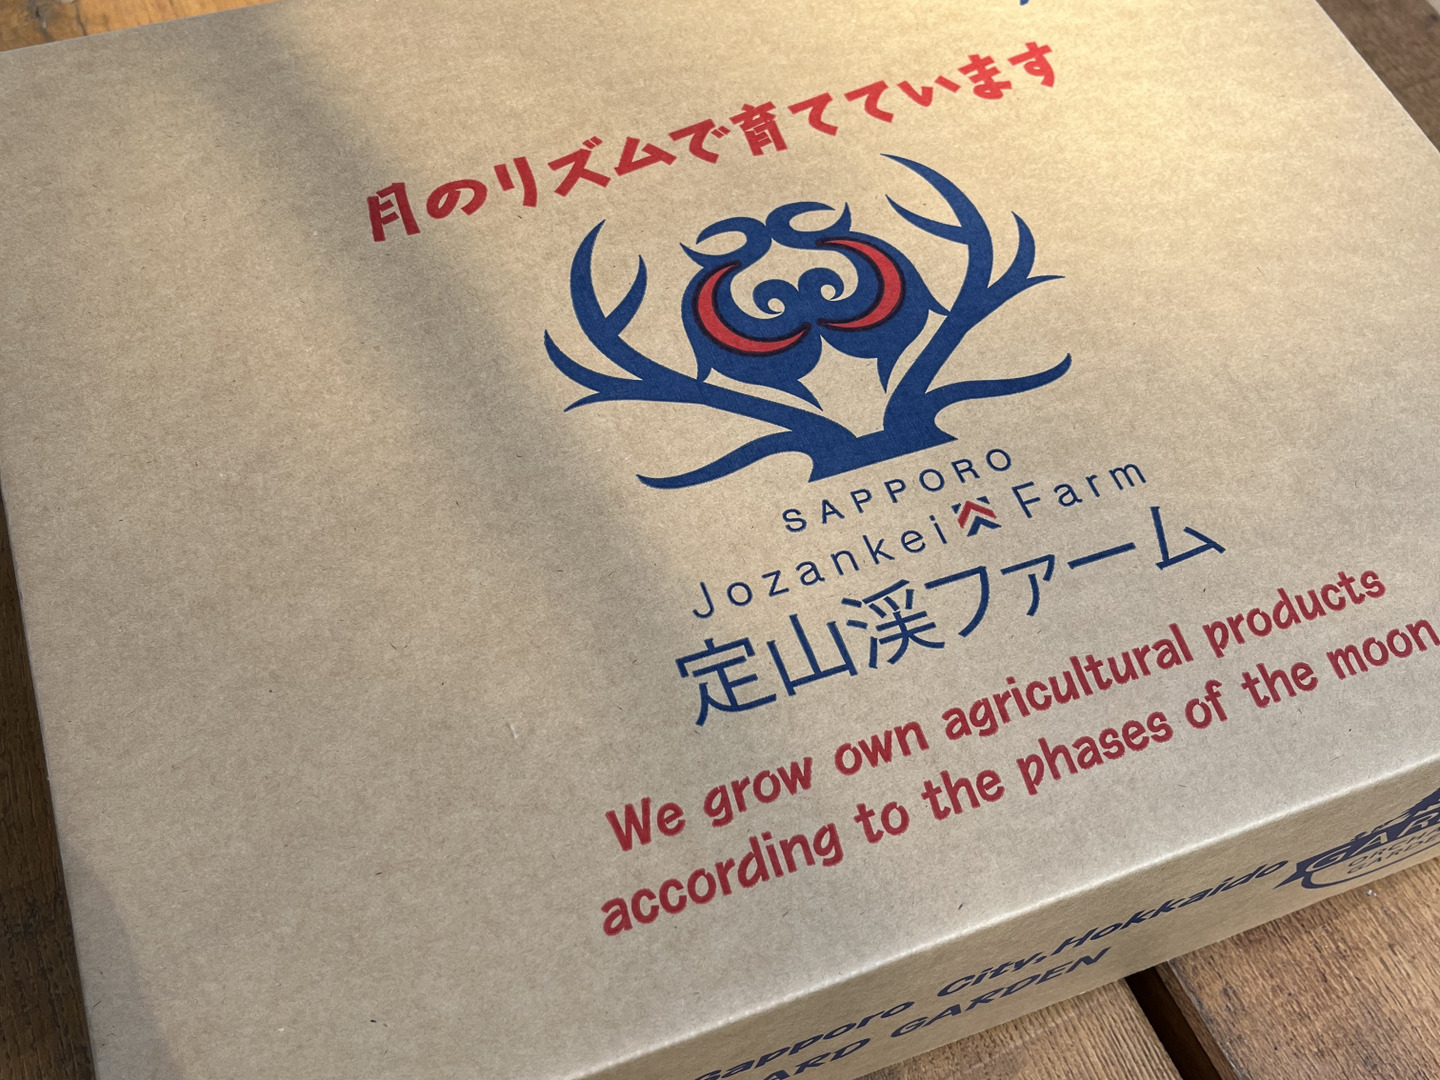 月のリズムで育てています
SAPPORO
Jozankei Farm
定山渓ファーム
We grow own agricultural products
according to the phases of the moon
Sapporo City, Hokkaido
GARDEN